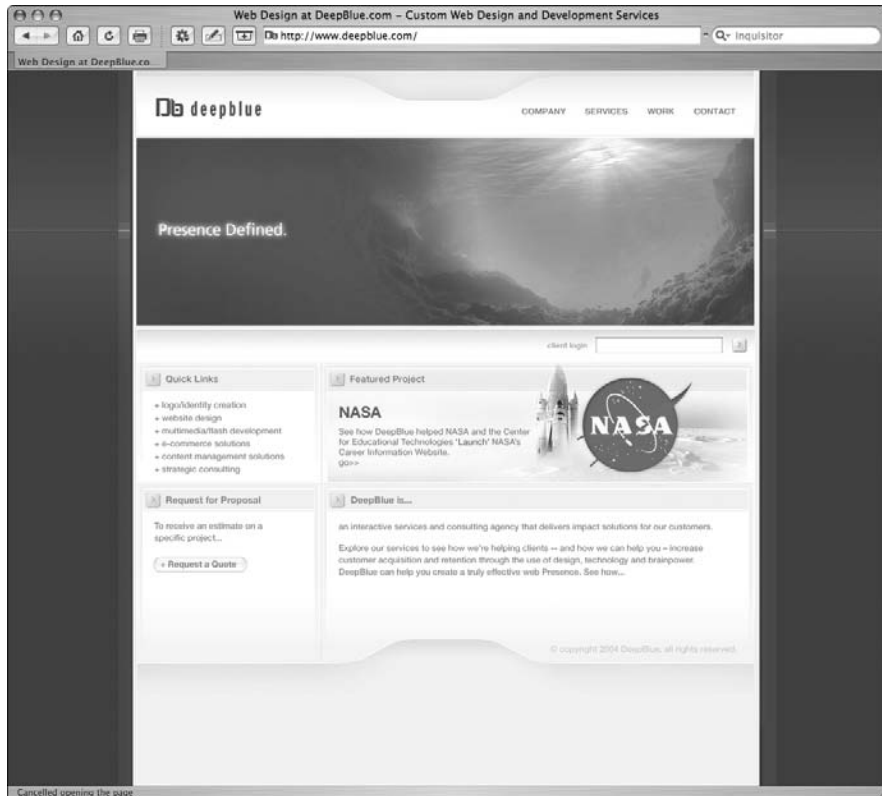 Web Design at DeepBlue.com – Custom Web Design and Development Services
Db http://www.deepblue.com/
Inquisitor
Web Design at DeepBlue.co...
Db deepblue
COMPANY SERVICES WORK CONTACT
Presence Defined.
client login
Quick Links
+ logo/identity creation
+ website design
+ multimedia/flash development
+ e-commerce solutions
+ content management solutions
+ strategic consulting
Featured Project
NASA
See how DeepBlue helped NASA and the Center
for Educational Technologies 'Launch' NASA's
Career Information Website.
go>>
NASA
Request for Proposal
To receive an estimate on a
specific project...
+ Request a Quote
DeepBlue is...
an interactive services and consulting agency that delivers impact solutions for our customers.
Explore our services to see how we're helping clients -- and how we can help you – increase
customer acquisition and retention through the use of design, technology and brainpower.
DeepBlue can help you create a truly effective web Presence. See how...
© copyright 2004 DeepBlue, all rights reserved.
Cancelled opening the page